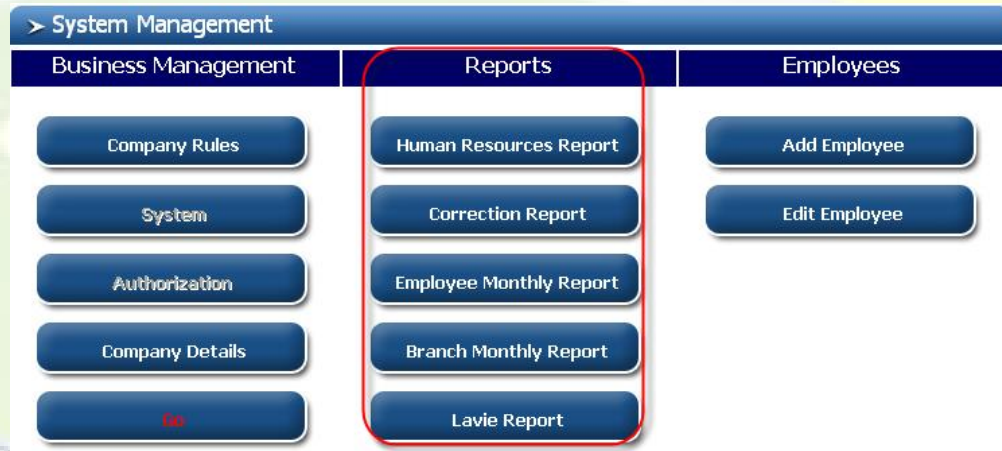 System Management
Business Management
Reports
Employees
Company Rules
Human Resources Report
Add Employee
System
Correction Report
Edit Employee
Authorization
Employee Monthly Report
Company Details
Branch Monthly Report
Go
Lavie Report